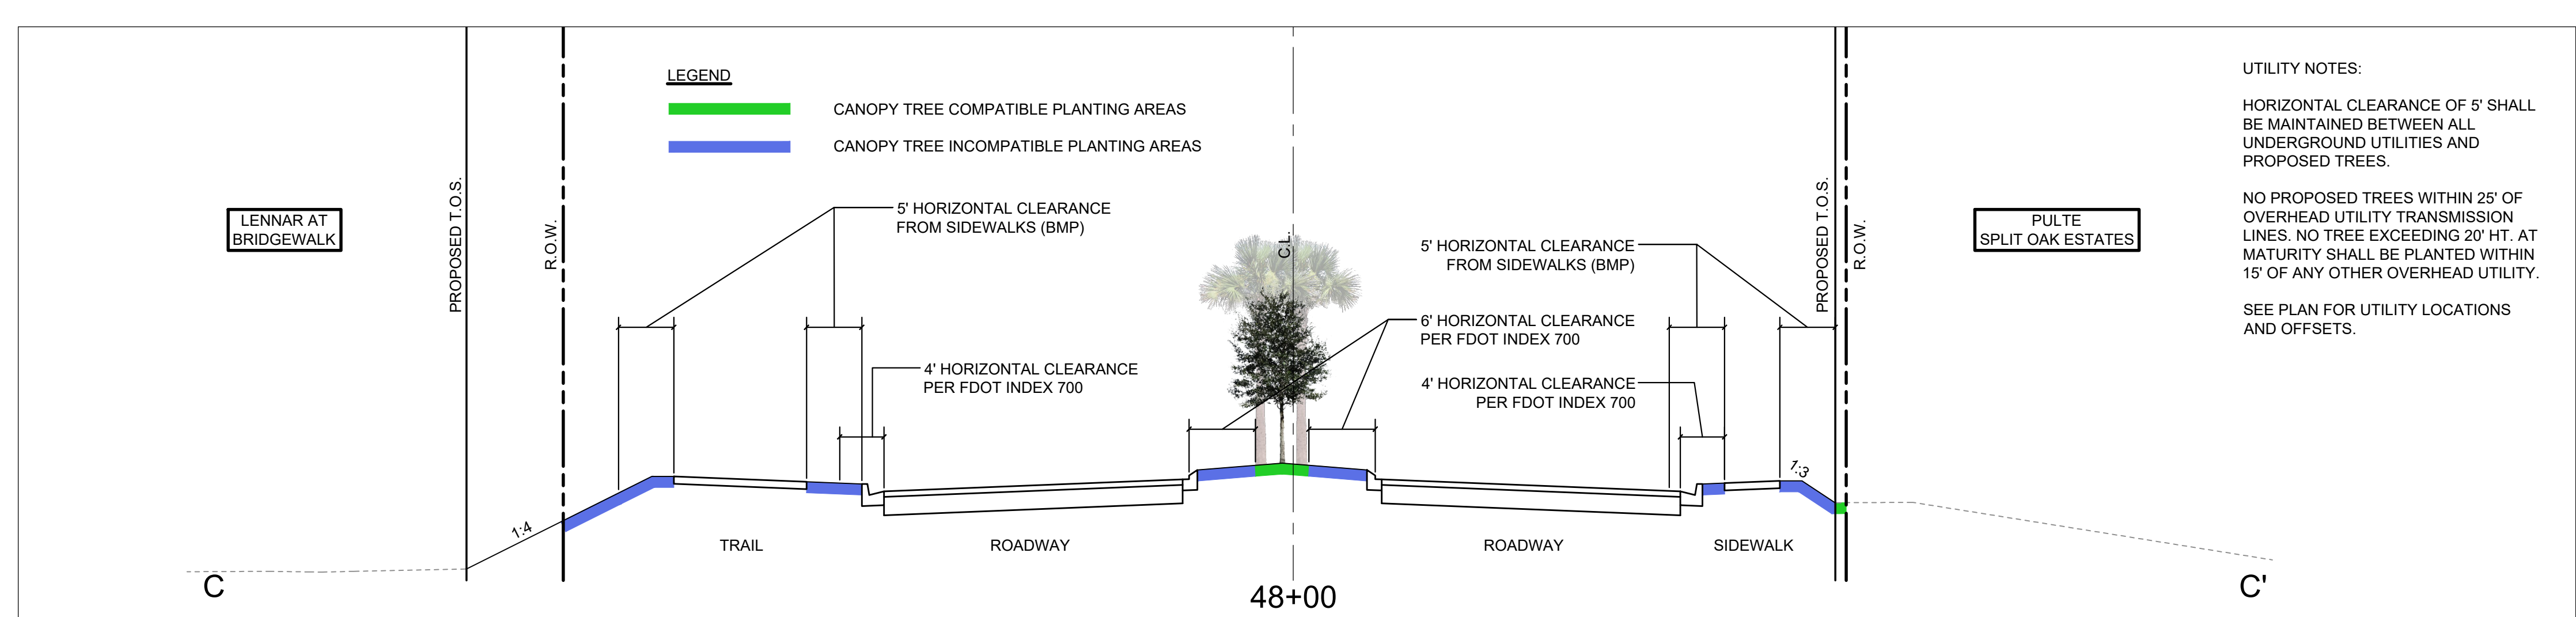 LEGEND
CANOPY TREE COMPATIBLE PLANTING AREAS
CANOPY TREE INCOMPATIBLE PLANTING AREAS
LENNAR AT
BRIDGEWALK
PROPOSED T.O.S.
R.O.W.
5' HORIZONTAL CLEARANCE
FROM SIDEWALKS (BMP)
4' HORIZONTAL CLEARANCE
PER FDOT INDEX 700
C.L.
5' HORIZONTAL CLEARANCE
FROM SIDEWALKS (BMP)
6' HORIZONTAL CLEARANCE
PER FDOT INDEX 700
4' HORIZONTAL CLEARANCE
PER FDOT INDEX 700
PROPOSED T.O.S.
R.O.W.
PULTE
SPLIT OAK ESTATES
UTILITY NOTES:
HORIZONTAL CLEARANCE OF 5' SHALL
BE MAINTAINED BETWEEN ALL
UNDERGROUND UTILITIES AND
PROPOSED TREES.
NO PROPOSED TREES WITHIN 25' OF
OVERHEAD UTILITY TRANSMISSION
LINES. NO TREE EXCEEDING 20' HT. AT
MATURITY SHALL BE PLANTED WITHIN
15' OF ANY OTHER OVERHEAD UTILITY.
SEE PLAN FOR UTILITY LOCATIONS
AND OFFSETS.
1:4
1:3
TRAIL
ROADWAY
ROADWAY
SIDEWALK
C
48+00
C'